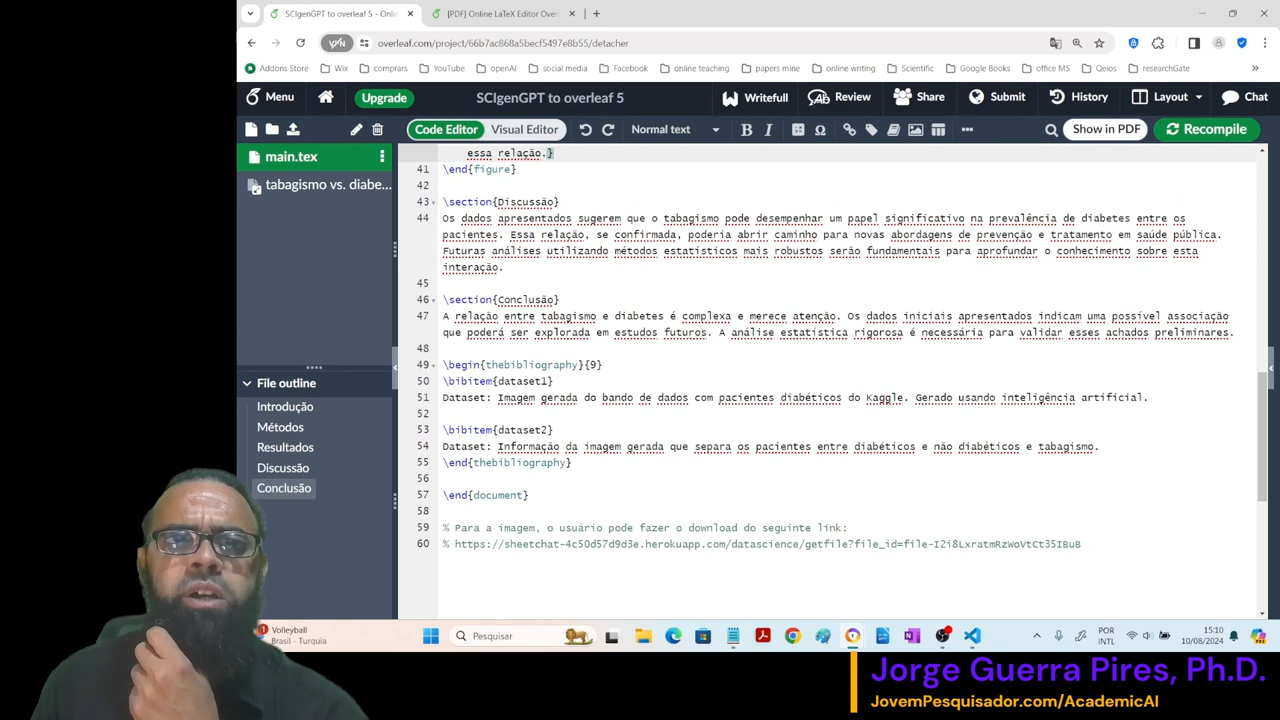 SCIgenGPT to overleaf 5 - Onli
[PDF] Online LaTeX Editor Over
overleaf.com/project/66b7ac868a5becf5497e8b55/detacher
VPN
Addons Store Wix comprars YouTube openAI social media Facebook online teaching papers mine online writing Scientific Google Books office MS Qeios researchGate
Menu Upgrade SCIgenGPT to overleaf 5 Writefull Review Share Submit History Layout Chat
Code Editor Visual Editor Normal text B I Ω Show in PDF Recompile
main.tex
tabagismo vs. diabe...
essa relação.}
41 \end{figure}
42
43 \section{Discussão}
44 Os dados apresentados sugerem que o tabagismo pode desempenhar um papel significativo na prevalência de diabetes entre os
pacientes. Essa relação, se confirmada, poderia abrir caminho para novas abordagens de prevenção e tratamento em saúde pública.
Futuras análises utilizando métodos estatísticos mais robustos serão fundamentais para aprofundar o conhecimento sobre esta
interação.
45
46 \section{Conclusão}
47 A relação entre tabagismo e diabetes é complexa e merece atenção. Os dados iniciais apresentados indicam uma possível associação
que poderá ser explorada em estudos futuros. A análise estatística rigorosa é necessária para validar esses achados preliminares.
48
49 \begin{thebibliography}{9}
50 \bibitem{dataset1}
51 Dataset: Imagem gerada do bando de dados com pacientes diabéticos do Kaggle. Gerado usando inteligência artificial.
52
53 \bibitem{dataset2}
54 Dataset: Informação da imagem gerada que separa os pacientes entre diabéticos e não diabéticos e tabagismo.
55 \end{thebibliography}
56
57 \end{document}
58
59 % Para a imagem, o usuário pode fazer o download do seguinte link:
60 % https://sheetchat-4c50d57d9d3e.herokuapp.com/datascience/getfile?file_id=file-I2i8LxratmRzWoVtCt35IBuB
File outline
Introdução
Métodos
Resultados
Discussão
Conclusão
1 Volleyball
Brasil - Turquia
Pesquisar
POR
INTL
15:10
10/08/2024
Jorge Guerra Pires, Ph.D.
JovemPesquisador.com/AcademicAI